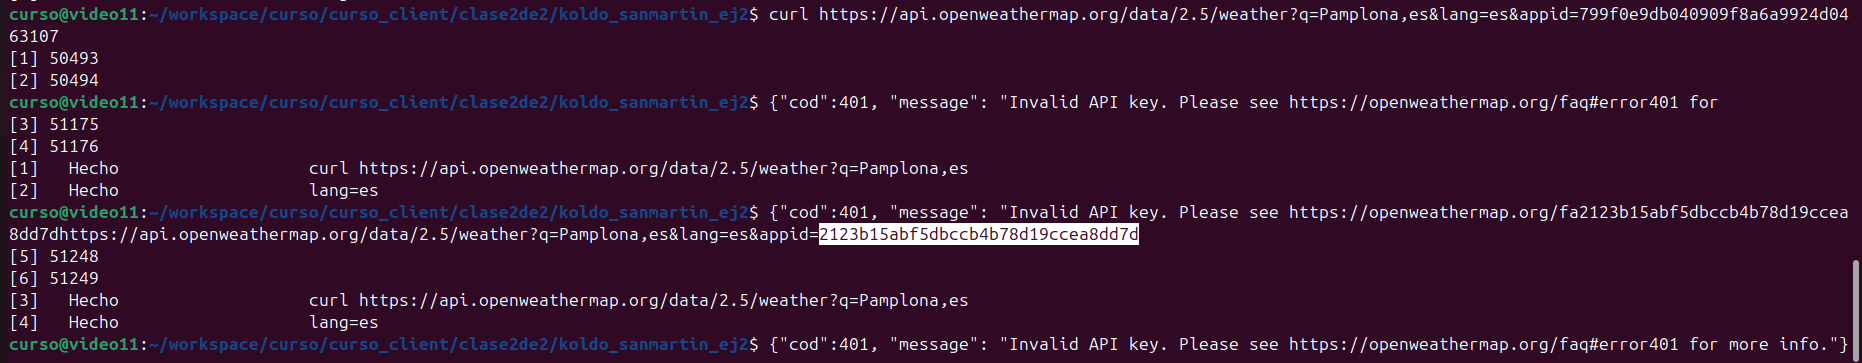 curso@video11:~/workspace/curso/curso_client/clase2de2/koldo_sanmartin_ej2$ curl https://api.openweathermap.org/data/2.5/weather?q=Pamplona,es&lang=es&appid=799f0e9db040909f8a6a9924d04
63107
[1] 50493
[2] 50494
curso@video11:~/workspace/curso/curso_client/clase2de2/koldo_sanmartin_ej2$ {"cod":401, "message": "Invalid API key. Please see https://openweathermap.org/faq#error401 for
[3] 51175
[4] 51176
[1]   Hecho                   curl https://api.openweathermap.org/data/2.5/weather?q=Pamplona,es
[2]   Hecho                   lang=es
curso@video11:~/workspace/curso/curso_client/clase2de2/koldo_sanmartin_ej2$ {"cod":401, "message": "Invalid API key. Please see https://openweathermap.org/fa2123b15abf5dbccb4b78d19ccea
8dd7dhttps://api.openweathermap.org/data/2.5/weather?q=Pamplona,es&lang=es&appid=2123b15abf5dbccb4b78d19ccea8dd7d
[5] 51248
[6] 51249
[3]   Hecho                   curl https://api.openweathermap.org/data/2.5/weather?q=Pamplona,es
[4]   Hecho                   lang=es
curso@video11:~/workspace/curso/curso_client/clase2de2/koldo_sanmartin_ej2$ {"cod":401, "message": "Invalid API key. Please see https://openweathermap.org/faq#error401 for more info."}